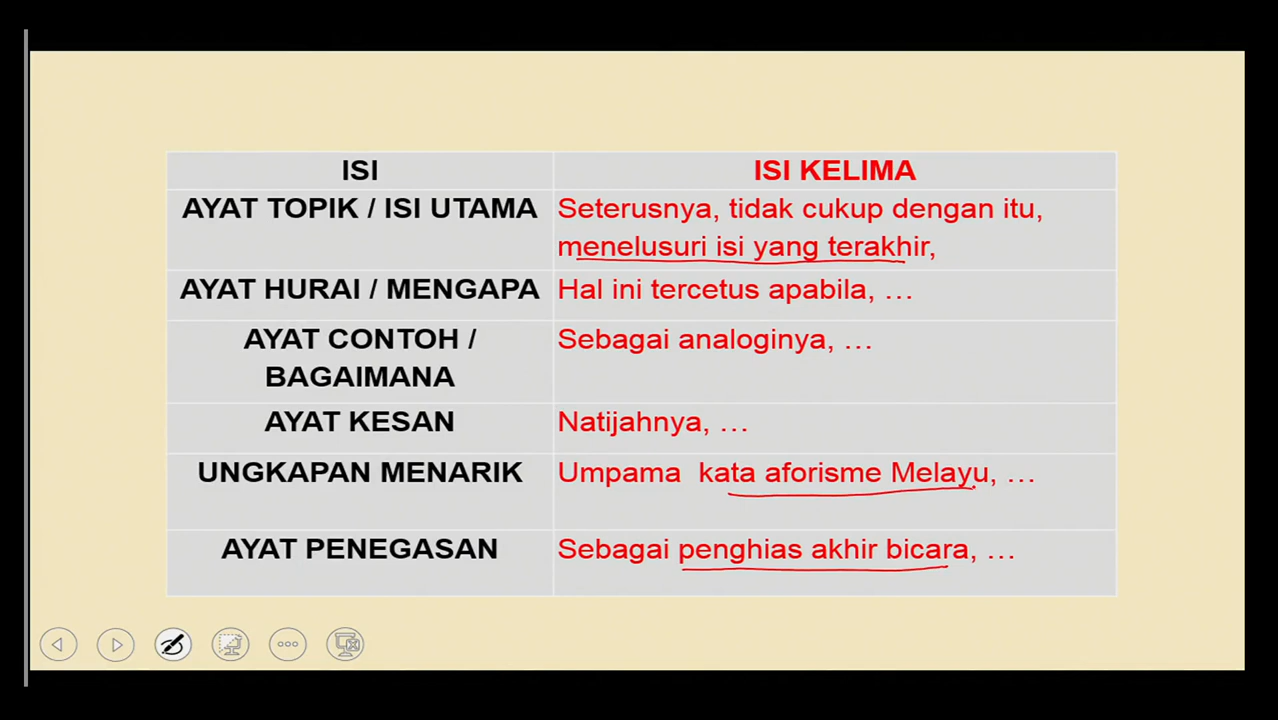 ISI
ISI KELIMA
AYAT TOPIK / ISI UTAMA
Seterusnya, tidak cukup dengan itu,
menelusuri isi yang terakhir,
AYAT HURAI / MENGAPA
Hal ini tercetus apabila, …
AYAT CONTOH /
BAGAIMANA
Sebagai analoginya, …
AYAT KESAN
Natijahnya, …
UNGKAPAN MENARIK
Umpama  kata aforisme Melayu, …
AYAT PENEGASAN
Sebagai penghias akhir bicara, …